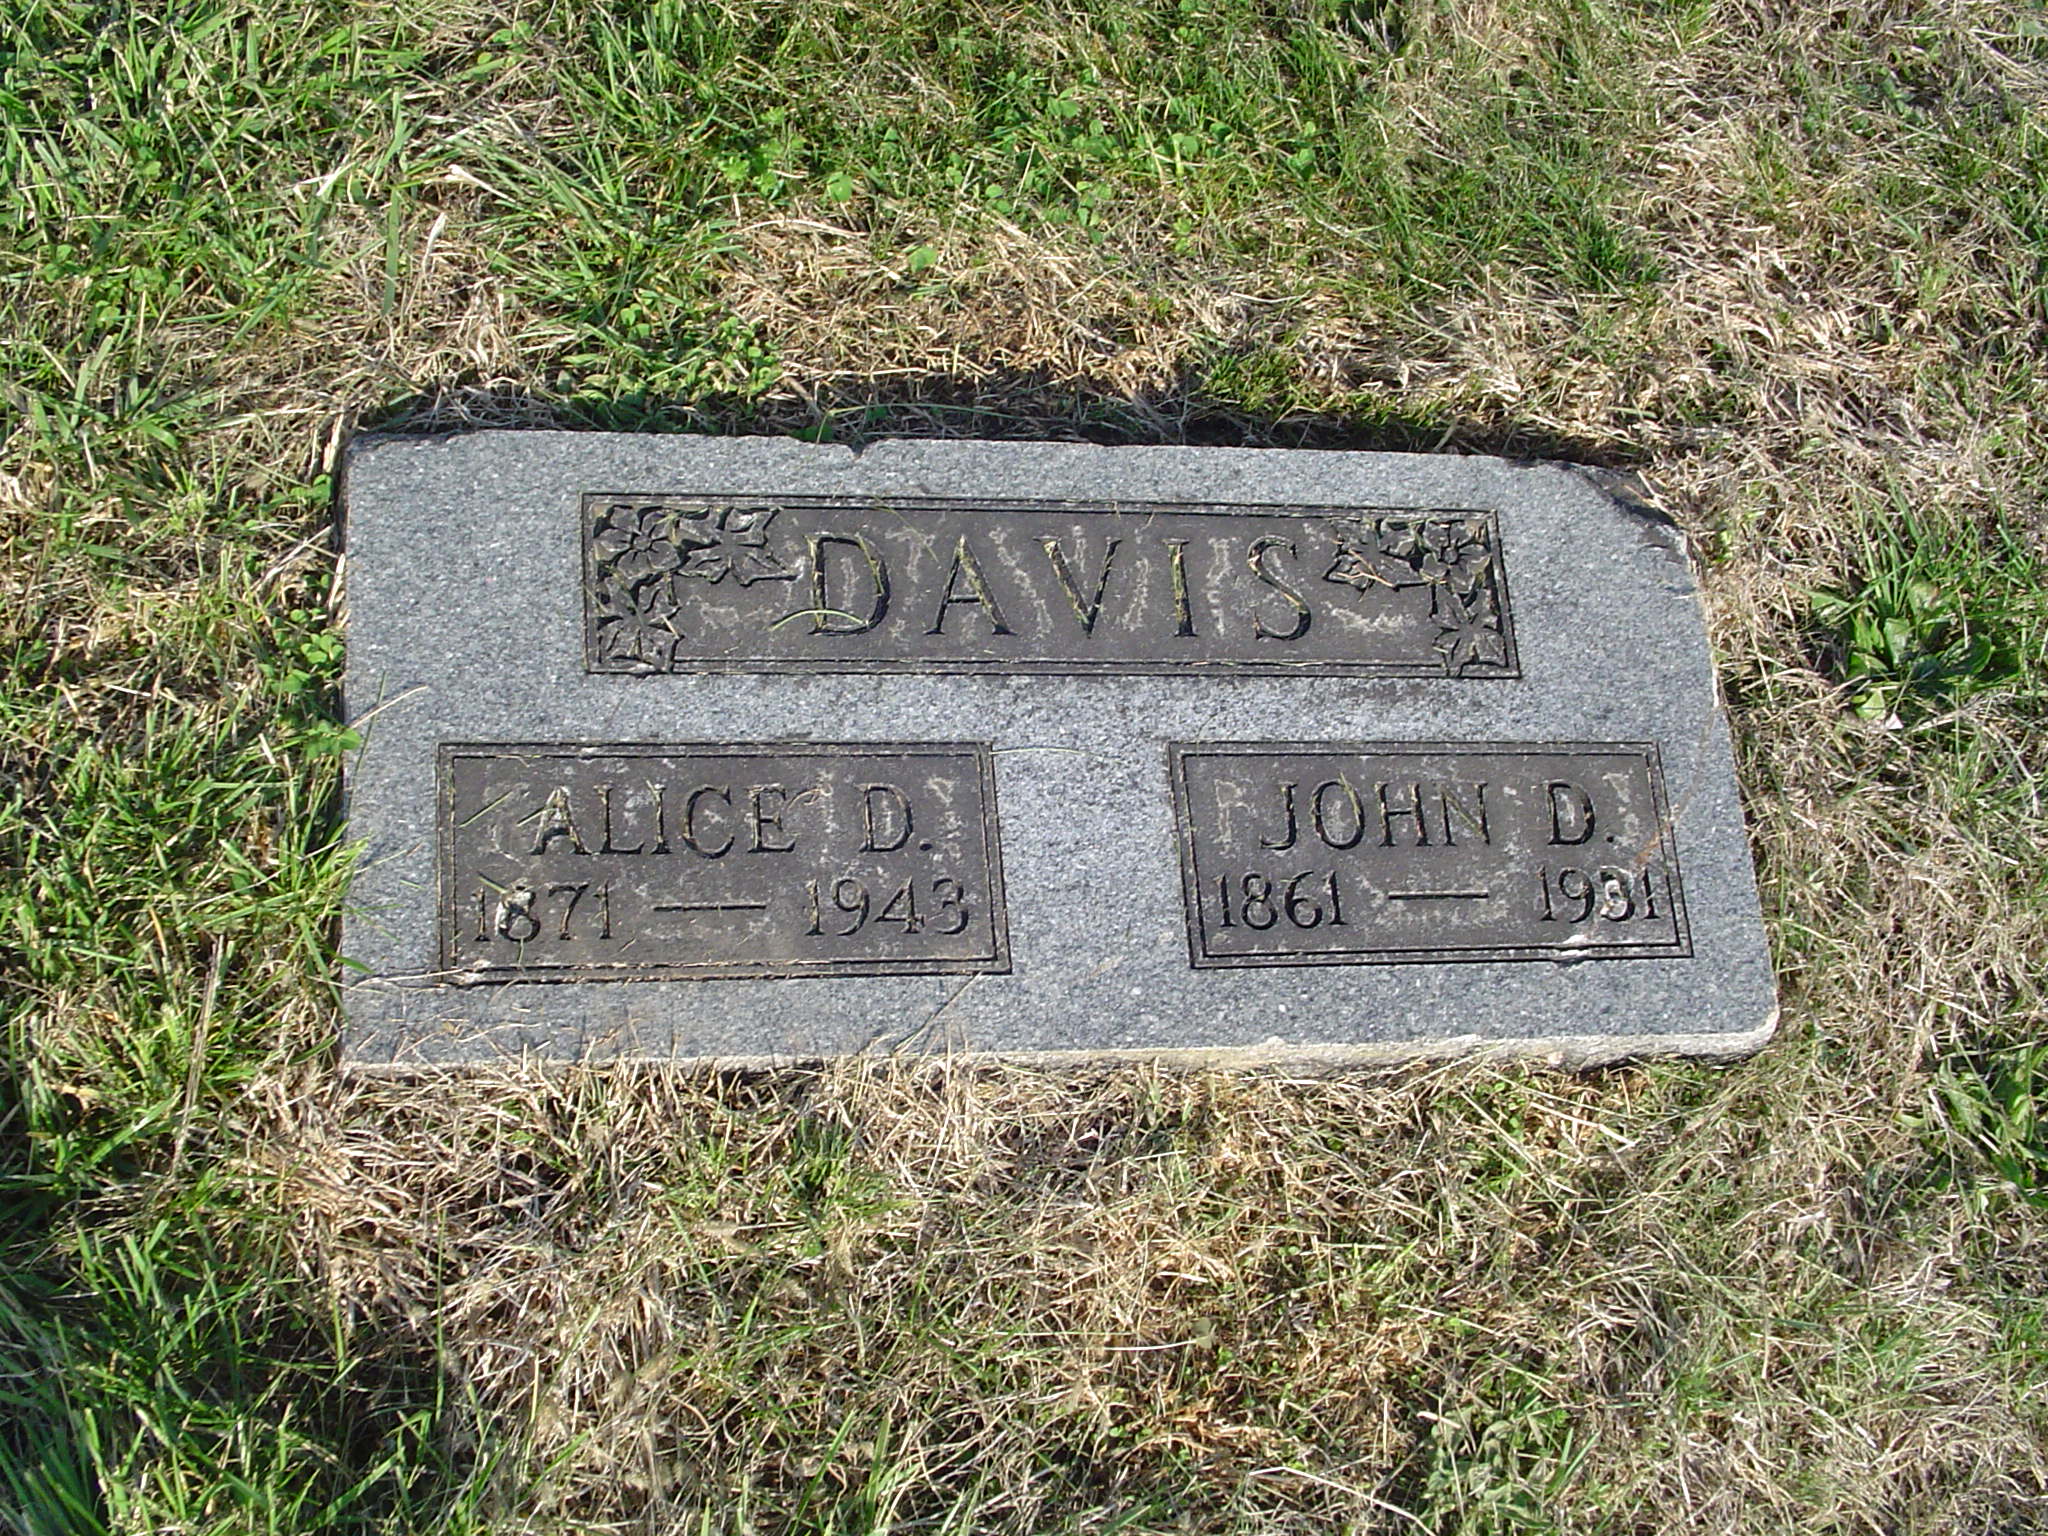 DAVIS
ALICE D.
1871 — 1943
JOHN D.
1861 — 1931